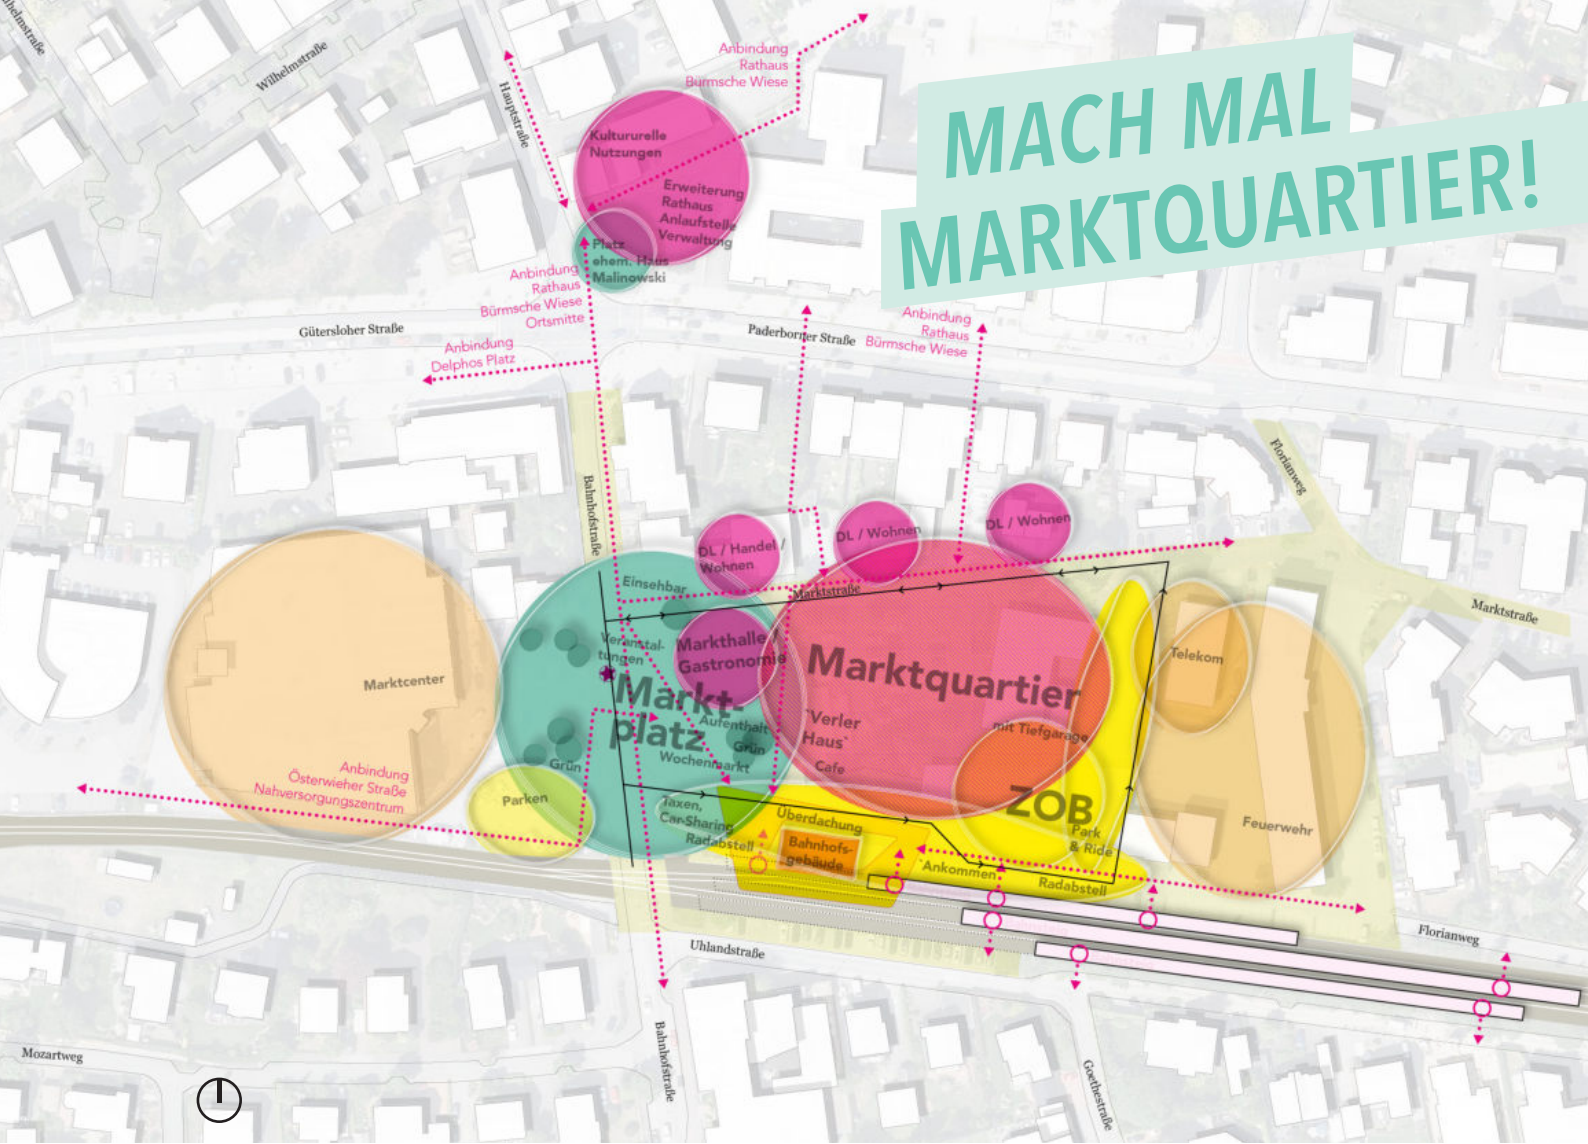 MACH MAL
MARKTQUARTIER!
Wilhelmstraße
Hauptstraße
Anbindung
Rathaus
Bürmsche Wiese
Kultururelle
Nutzungen
Erweiterung
Rathaus
Anlaufstelle
Verwaltung
Platz
ehem. Haus
Malinowski
Anbindung
Rathaus
Bürmsche Wiese
Ortsmitte
Gütersloher Straße
Anbindung
Delphos Platz
Paderborner Straße
Anbindung
Rathaus
Bürmsche Wiese
Florianweg
Bahnhofstraße
DL / Handel /
Wohnen
DL / Wohnen
DL / Wohnen
Einsehbar
Marktstraße
Marktstraße
Veranstal-
tungen
Markthalle /
Gastronomie
Marktquartier
Telekom
Marktcenter
Markt-
platz
Aufenthalt
Grün
Wochenmarkt
Grün
`Verler
Haus`
Cafe
mit Tiefgarage
Anbindung
Österwieher Straße
Nahversorgungszentrum
Parken
Taxen,
Car-Sharing
Radabstell
Überdachung
Bahnhofs-
gebäude
ZOB
Park
& Ride
Feuerwehr
`Ankommen
Radabstell
Uhlandstraße
Florianweg
Bahnhofstraße
Goethestraße
Mozartweg